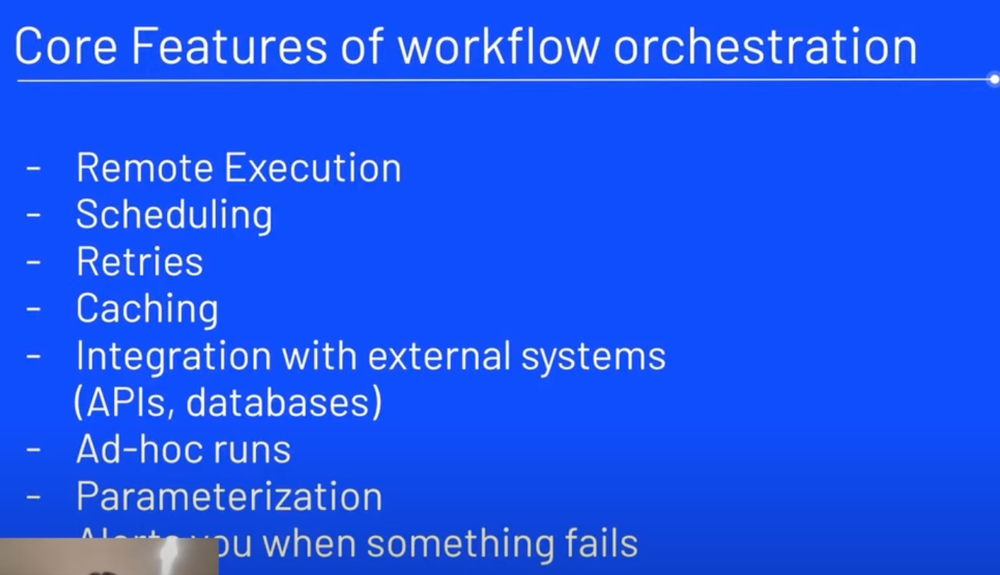 Core Features of workflow orchestration
- Remote Execution
- Scheduling
- Retries
- Caching
- Integration with external systems
(APIs, databases)
- Ad-hoc runs
- Parameterization
Alerts you when something fails